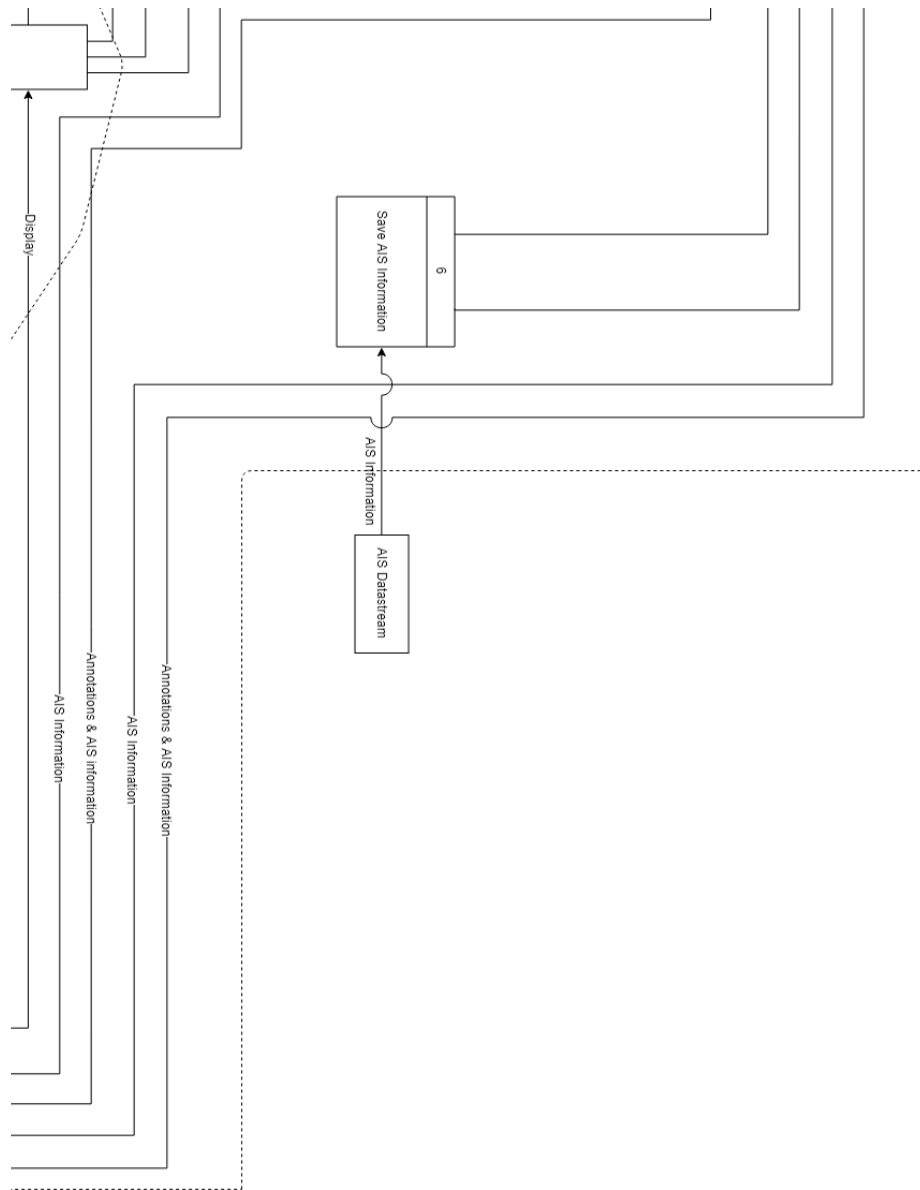 Display
6
Save AIS Information
AIS Information
AIS Datastream
Annotations & AIS Information
AIS Information
Annotations & AIS information
AIS Information